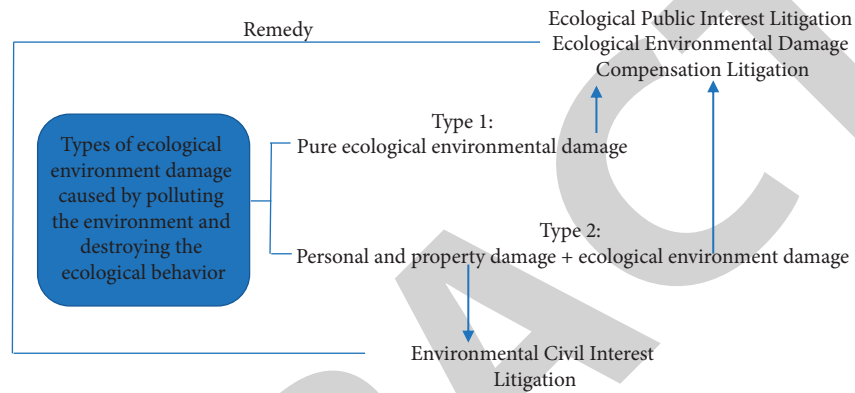 Ecological Public Interest Litigation
Remedy
Ecological Environmental Damage
Compensation Litigation
Type 1:
Pure ecological environmental damage
Types of ecological
environment damage
caused by polluting
the environment and
destroying the
ecological behavior
Type 2:
Personal and property damage + ecological environment damage
Environmental Civil Interest
Litigation